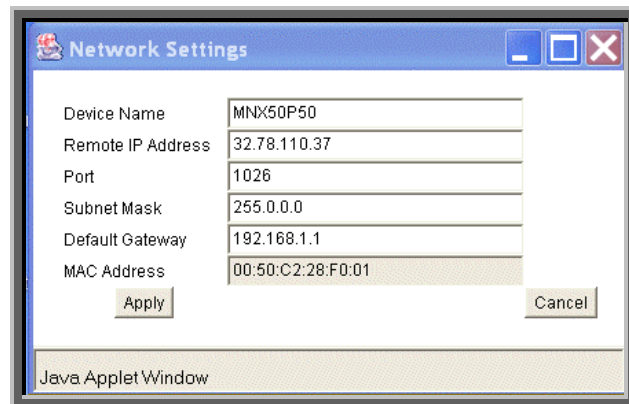 Network Settings
Device Name MNX50P50
Remote IP Address 32.78.110.37
Port 1026
Subnet Mask 255.0.0.0
Default Gateway 192.168.1.1
MAC Address 00:50:C2:28:F0:01
Apply Cancel
Java Applet Window